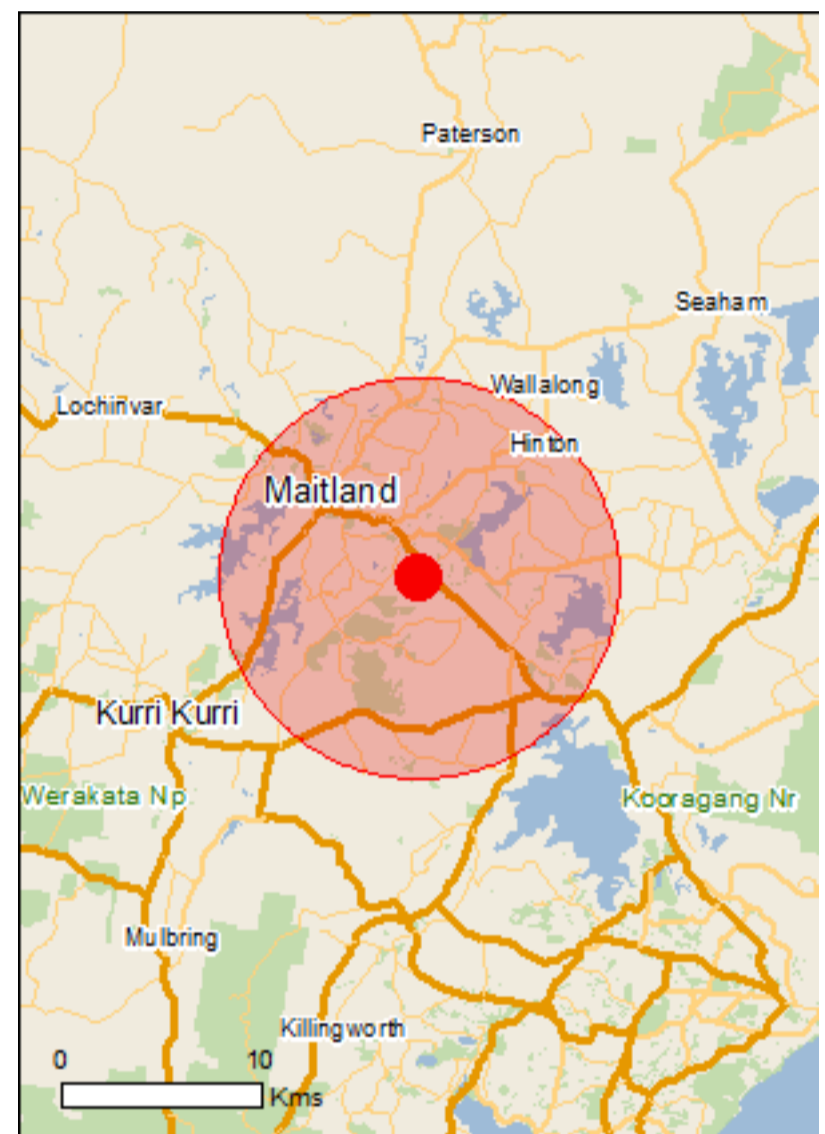 Paterson
Seaham
Wallalong
Lochinvar
Hinton
Maitland
Kurri Kurri
Werakata Np
Kooragang Nr
Mulbring
Killingworth
0 10
Kms